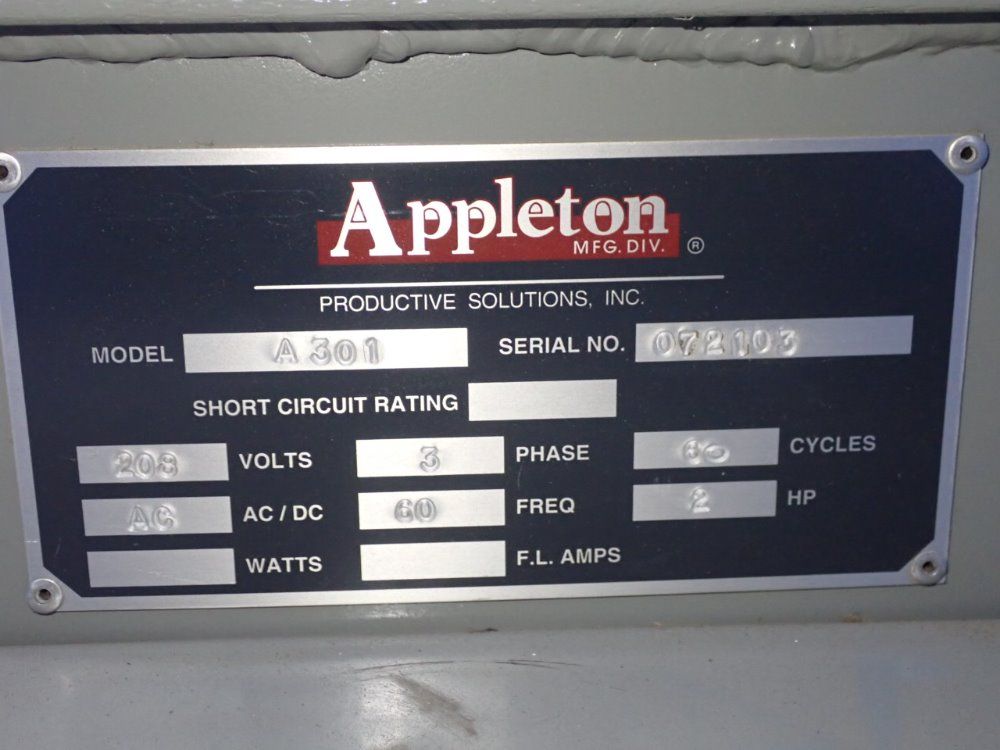 Appleton
MFG. DIV. ®
PRODUCTIVE SOLUTIONS, INC.
MODEL A301 SERIAL NO. 072103
SHORT CIRCUIT RATING
208 VOLTS 3 PHASE 60 CYCLES
AC AC / DC 60 FREQ 2 HP
WATTS F.L. AMPS